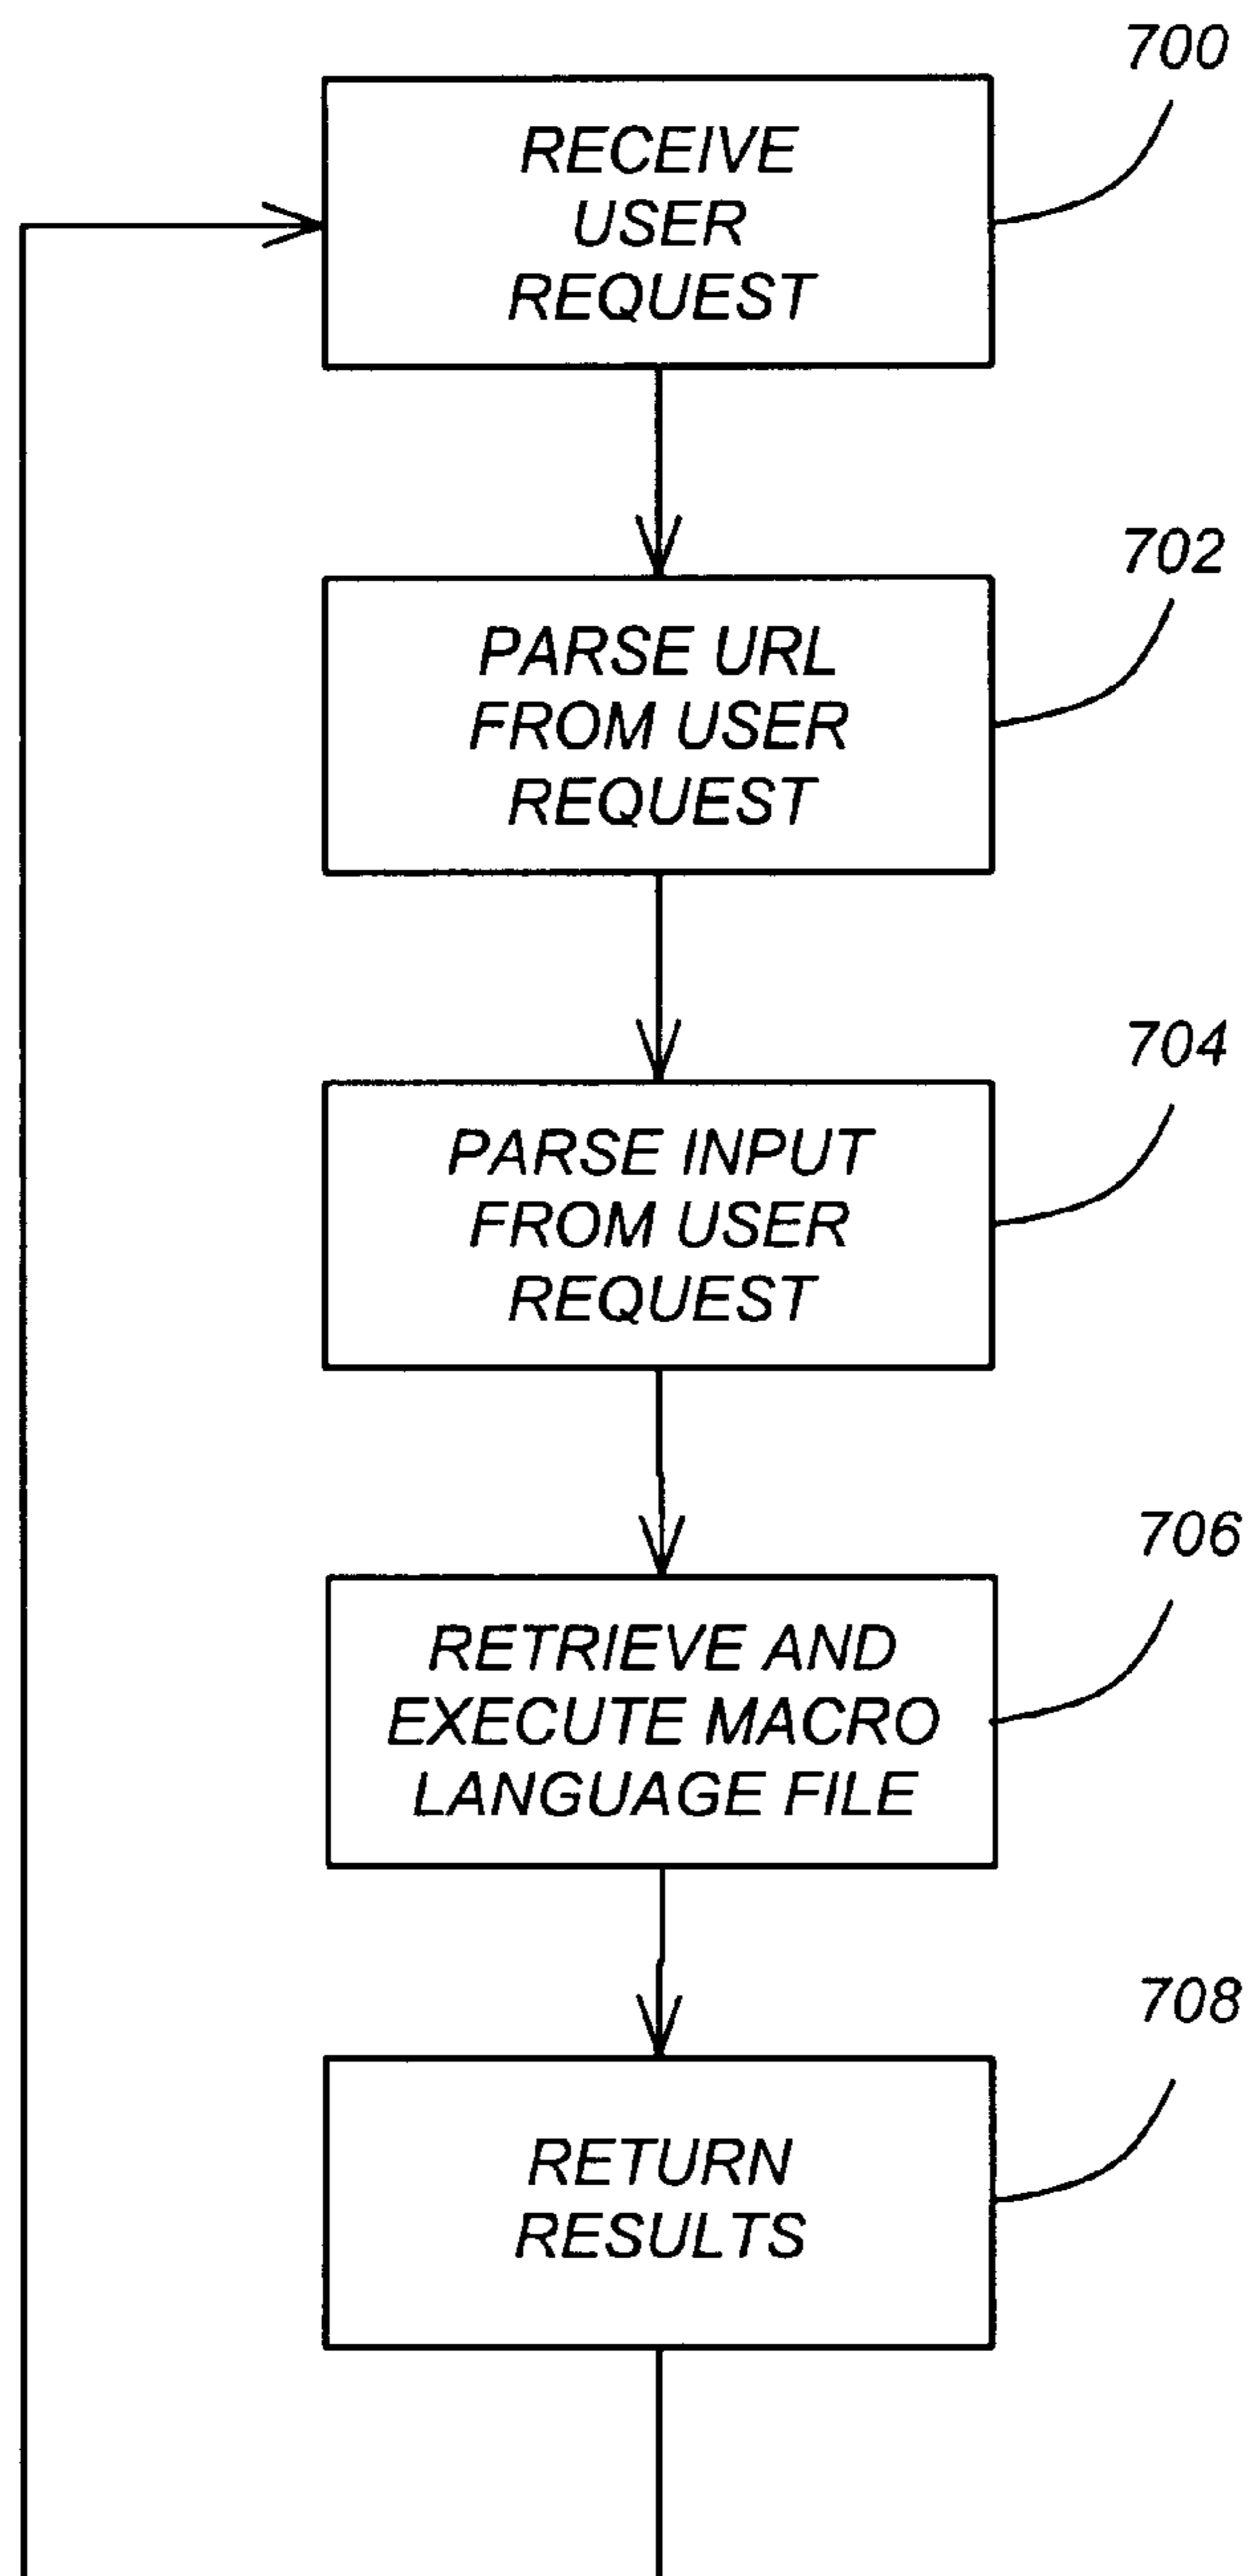 700
RECEIVE
USER
REQUEST
702
PARSE URL
FROM USER
REQUEST
704
PARSE INPUT
FROM USER
REQUEST
706
RETRIEVE AND
EXECUTE MACRO
LANGUAGE FILE
708
RETURN
RESULTS